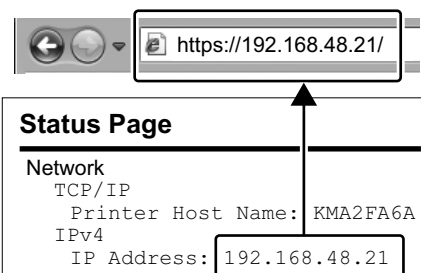 https://192.168.48.21/
Status Page
Network
TCP/IP
Printer Host Name: KMA2FA6A
IPv4
IP Address: 192.168.48.21